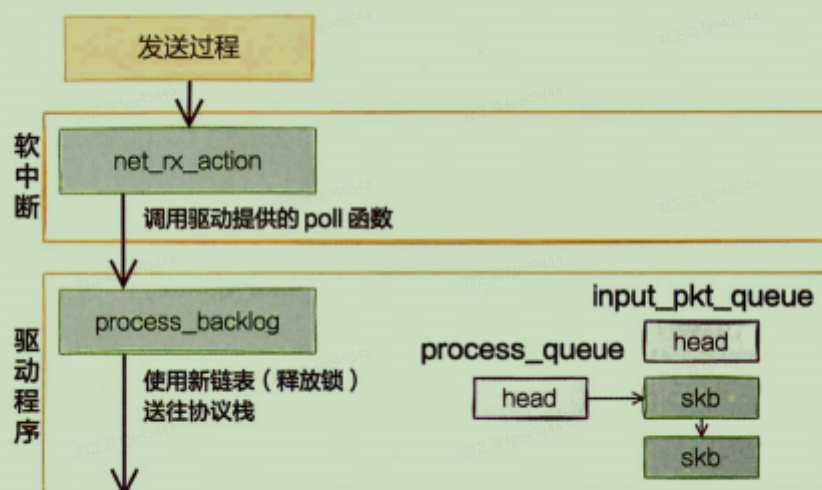 发送过程
软中断
net_rx_action
调用驱动提供的 poll 函数
驱动程序
process_backlog
input_pkt_queue
head
process_queue
head
skb
使用新链表（释放锁）
送往协议栈
skb